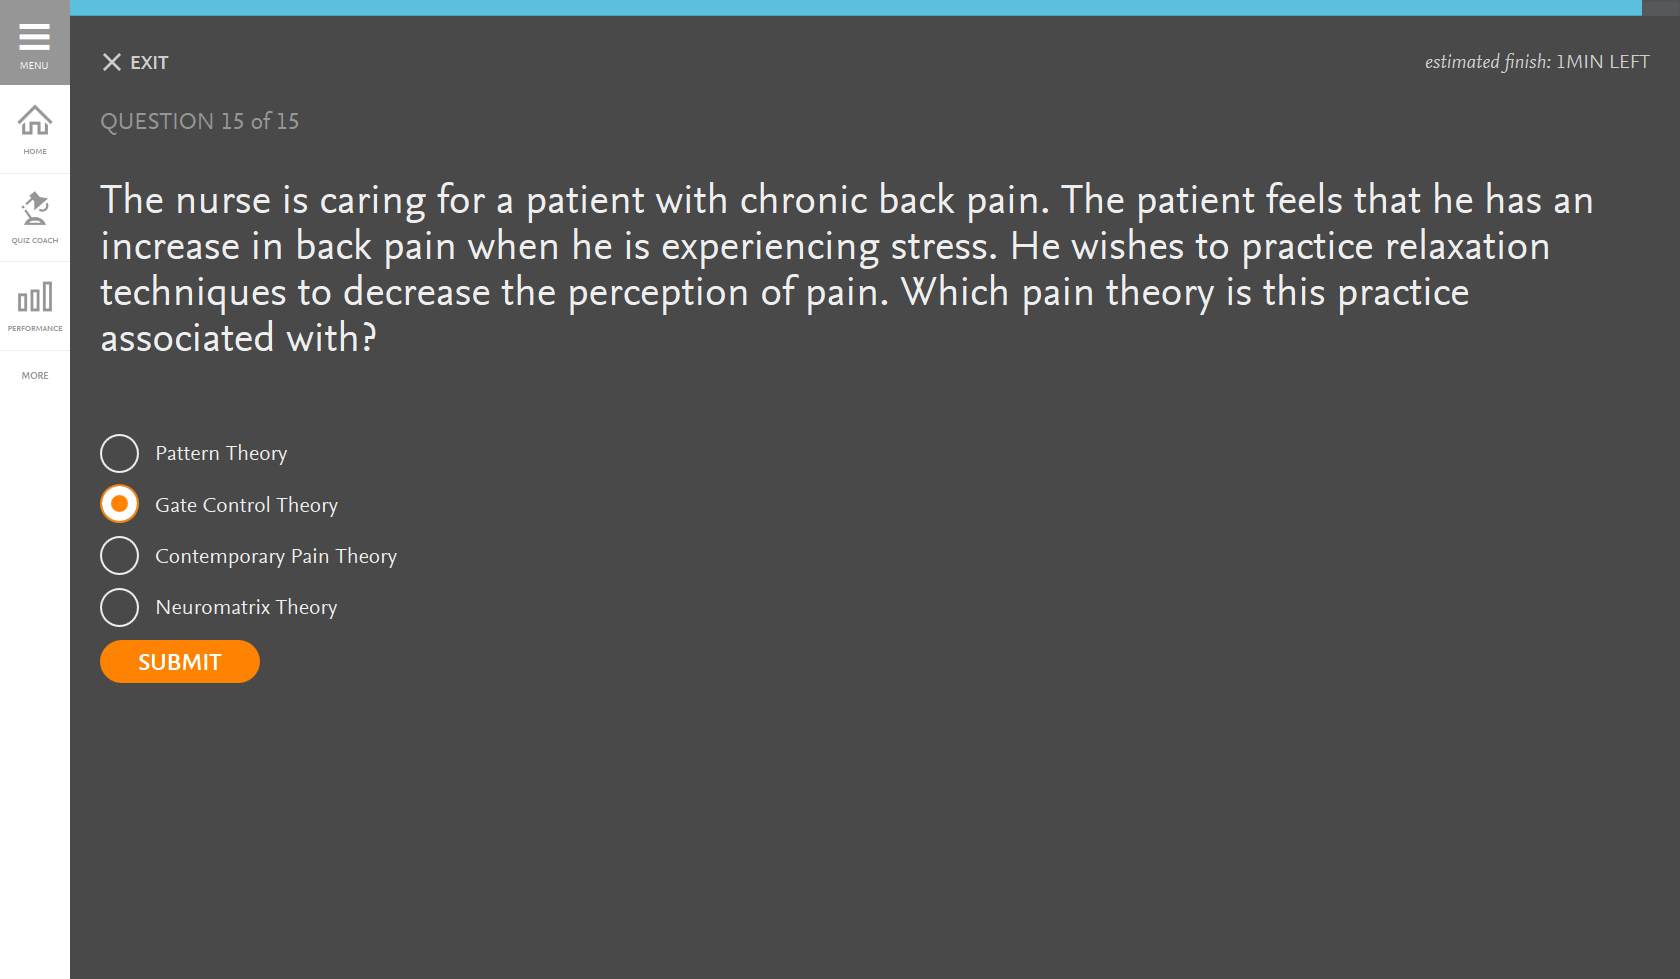 MENU
EXIT
estimated finish: 1MIN LEFT
HOME
QUIZ COACH
PERFORMANCE
MORE
QUESTION 15 of 15
The nurse is caring for a patient with chronic back pain. The patient feels that he has an
increase in back pain when he is experiencing stress. He wishes to practice relaxation
techniques to decrease the perception of pain. Which pain theory is this practice
associated with?
Pattern Theory
Gate Control Theory
Contemporary Pain Theory
Neuromatrix Theory
SUBMIT